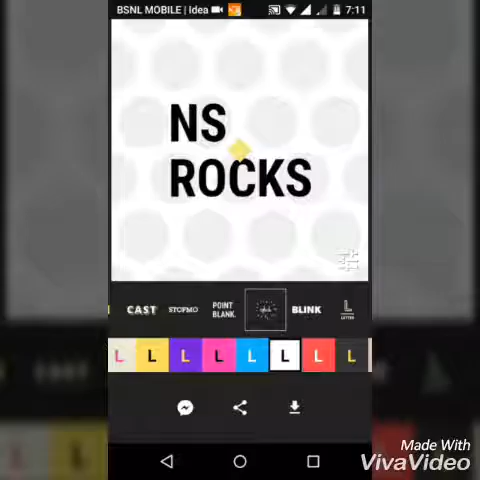 BSNL MOBILE | Idea
7:11
NS
ROCKS
CAST
STOPMO
POINT
BLANK.
BLINK
L
LETTER
L
L
L
L
L
L
L
L
Made With
VivaVideo